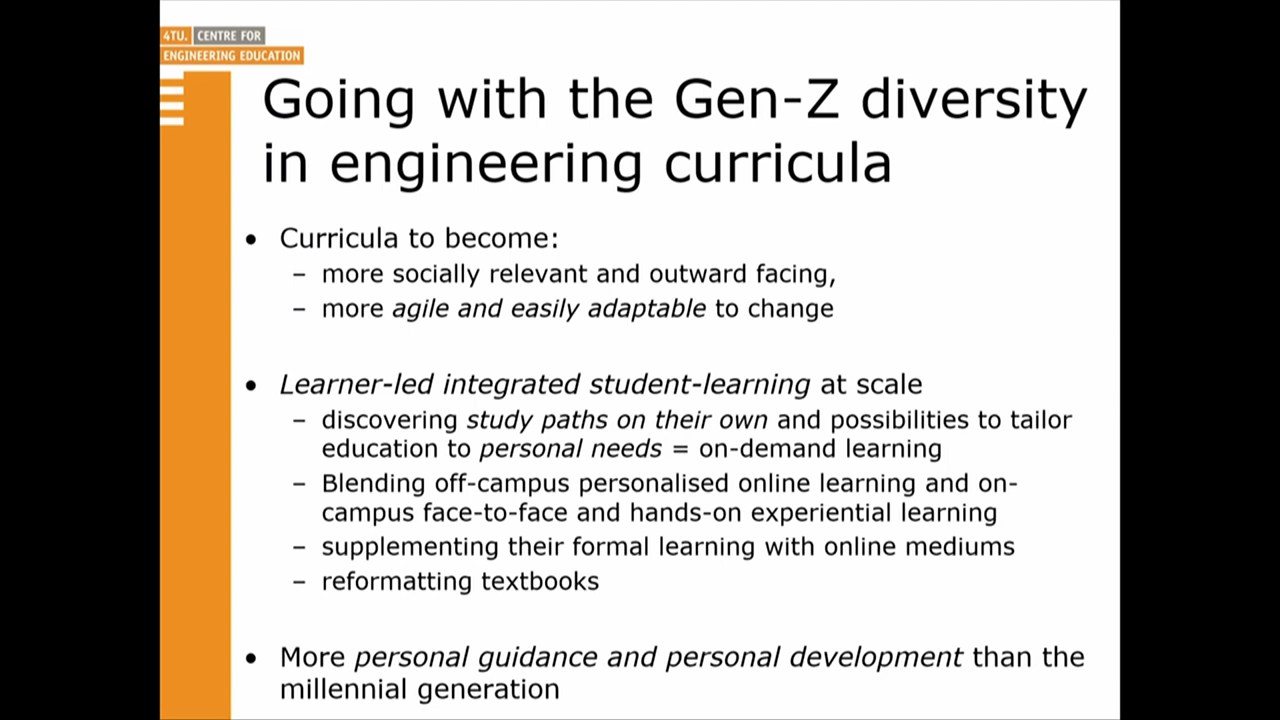 4TU. CENTRE FOR
ENGINEERING EDUCATION
Going with the Gen-Z diversity
in engineering curricula
• Curricula to become:
– more socially relevant and outward facing,
– more agile and easily adaptable to change
• Learner-led integrated student-learning at scale
– discovering study paths on their own and possibilities to tailor
education to personal needs = on-demand learning
– Blending off-campus personalised online learning and on-
campus face-to-face and hands-on experiential learning
– supplementing their formal learning with online mediums
– reformatting textbooks
• More personal guidance and personal development than the
millennial generation